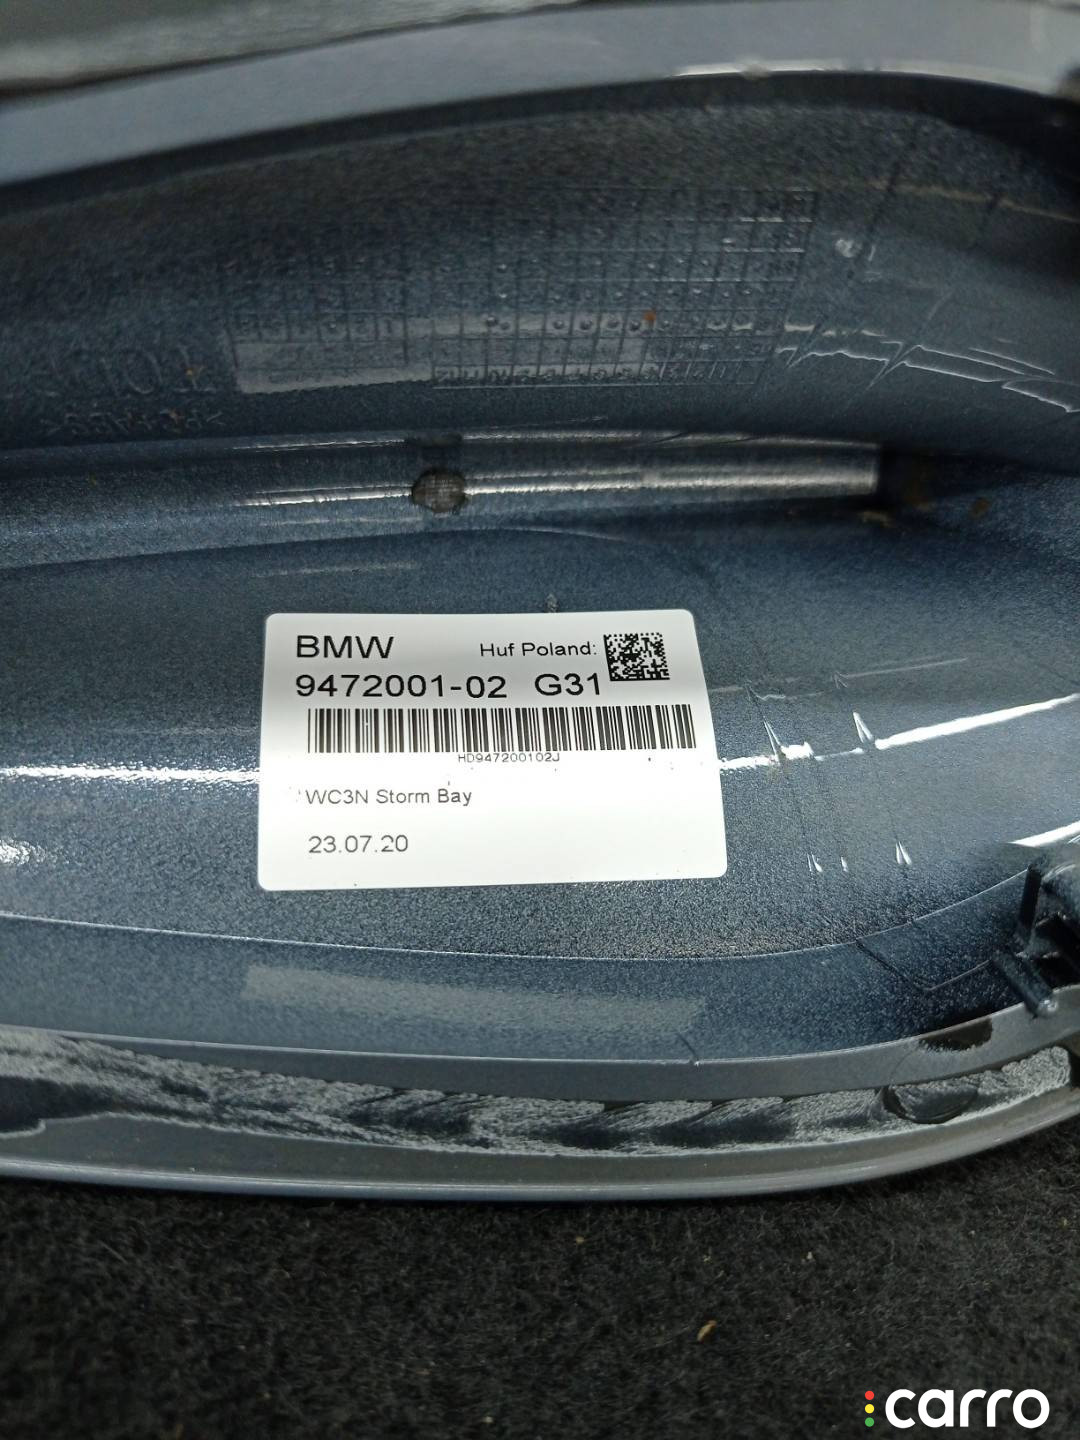 BMW Huf Poland:
9472001-02 G31
HD947200102J
WC3N Storm Bay
23.07.20
carro